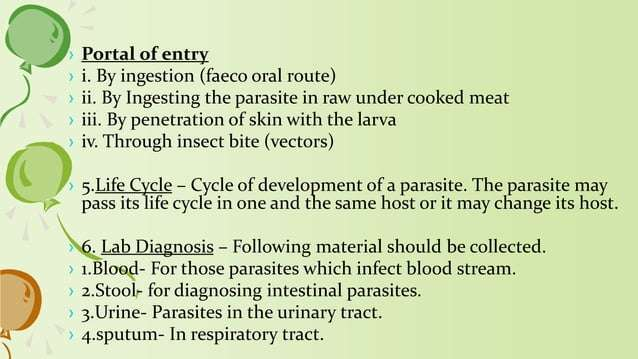 › Portal of entry
› i. By ingestion (faeco oral route)
› ii. By Ingesting the parasite in raw under cooked meat
› iii. By penetration of skin with the larva
› iv. Through insect bite (vectors)
› 5.Life Cycle – Cycle of development of a parasite. The parasite may
pass its life cycle in one and the same host or it may change its host.
› 6. Lab Diagnosis – Following material should be collected.
› 1.Blood- For those parasites which infect blood stream.
› 2.Stool- for diagnosing intestinal parasites.
› 3.Urine- Parasites in the urinary tract.
› 4.sputum- In respiratory tract.